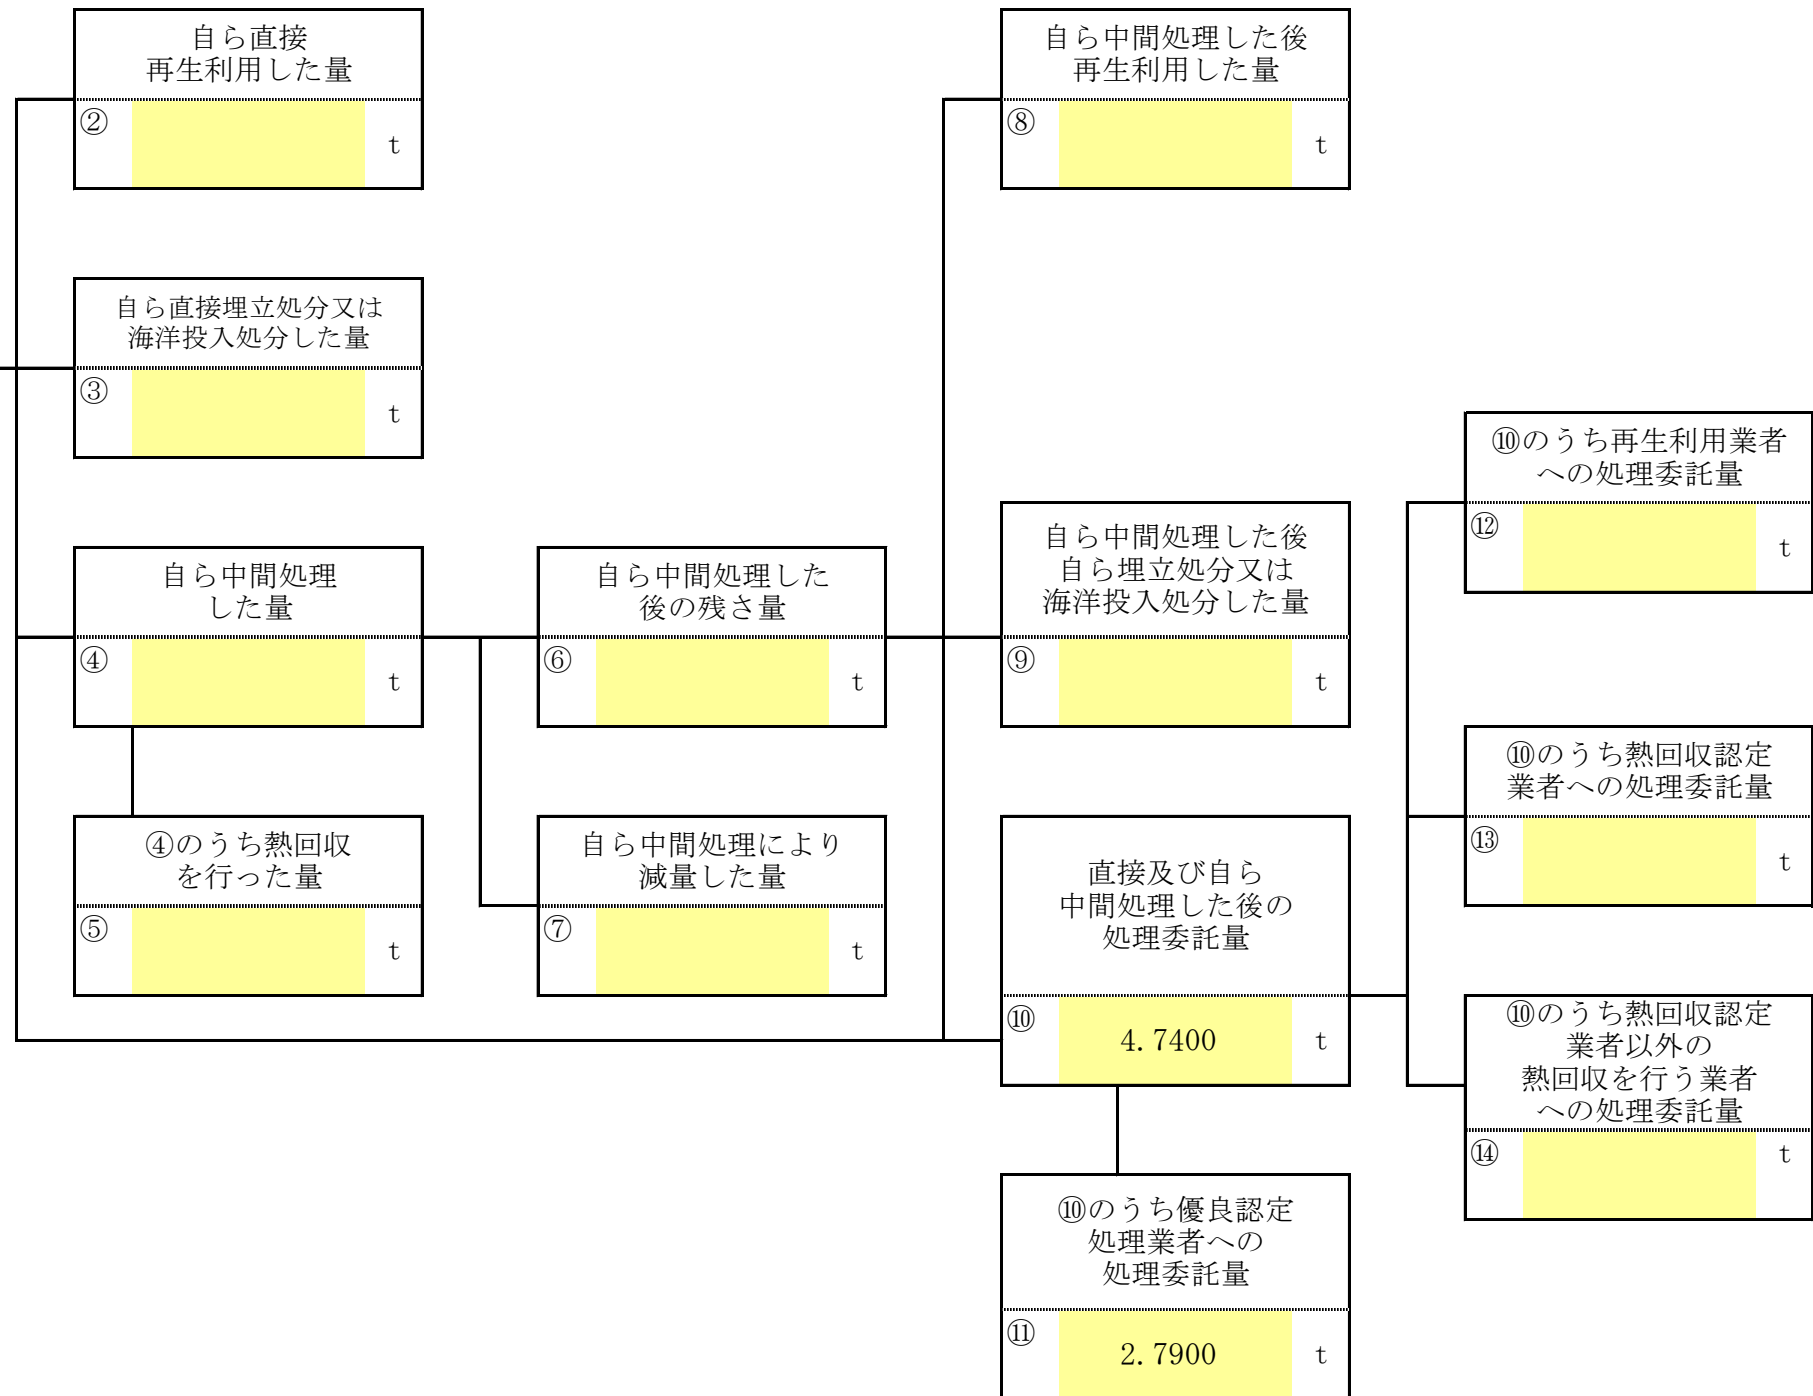 自ら直接
再生利用した量
②
t
自ら中間処理した後
再生利用した量
⑧
t
自ら直接埋立処分又は
海洋投入処分した量
③
t
⑩のうち再生利用業者
への処理委託量
⑫
t
自ら中間処理
した量
④
t
自ら中間処理した
後の残さ量
⑥
t
自ら中間処理した後
自ら埋立処分又は
海洋投入処分した量
⑨
t
⑩のうち熱回収認定
業者への処理委託量
⑬
t
④のうち熱回収
を行った量
⑤
t
自ら中間処理により
減量した量
⑦
t
直接及び自ら
中間処理した後の
処理委託量
⑩
4.7400
t
⑩のうち熱回収認定
業者以外の
熱回収を行う業者
への処理委託量
⑭
t
⑩のうち優良認定
処理業者への
処理委託量
⑪
2.7900
t